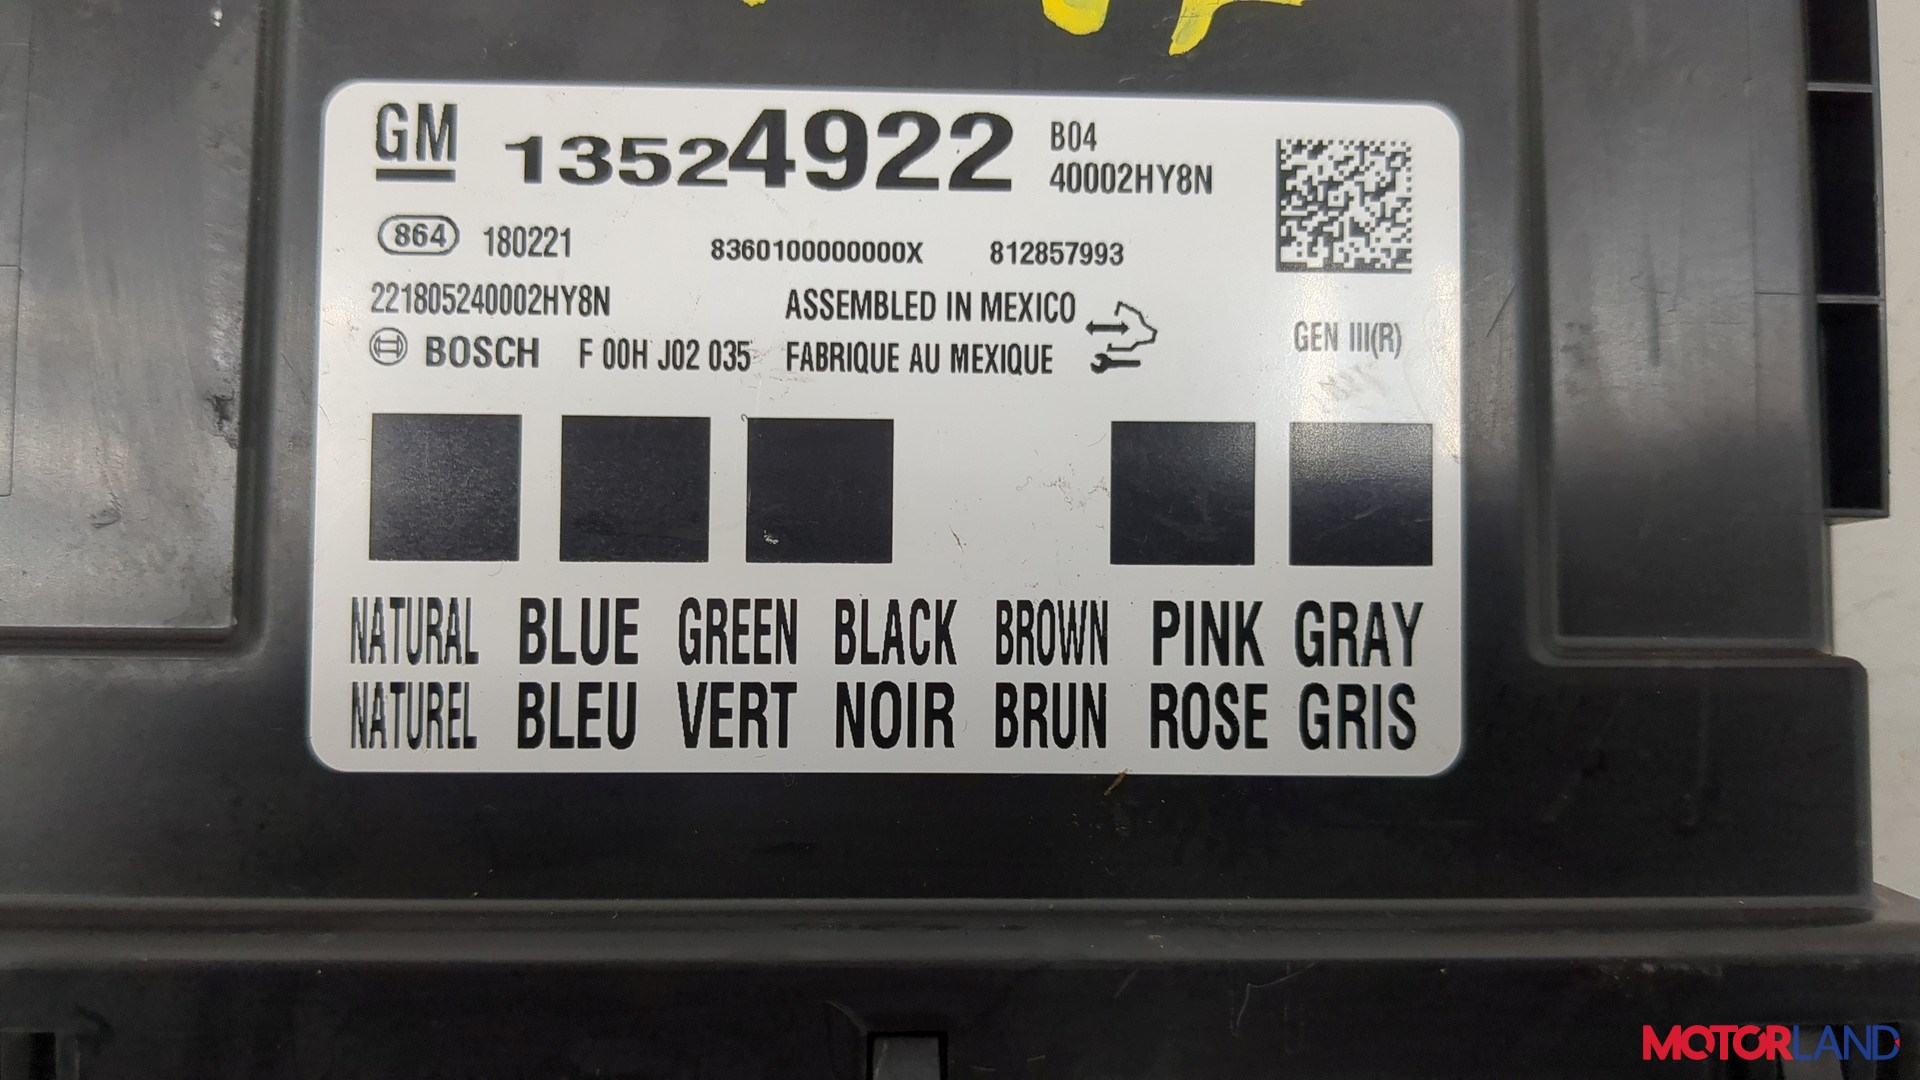 GM 13524922 B04
40002HY8N
864 180221 8360100000000X 812857993
221805240002HY8N ASSEMBLED IN MEXICO
BOSCH F 00H J02 035 FABRIQUE AU MEXIQUE GEN III(R)
NATURAL BLUE GREEN BLACK BROWN PINK GRAY
NATUREL BLEU VERT NOIR BRUN ROSE GRIS
MOTORLAND